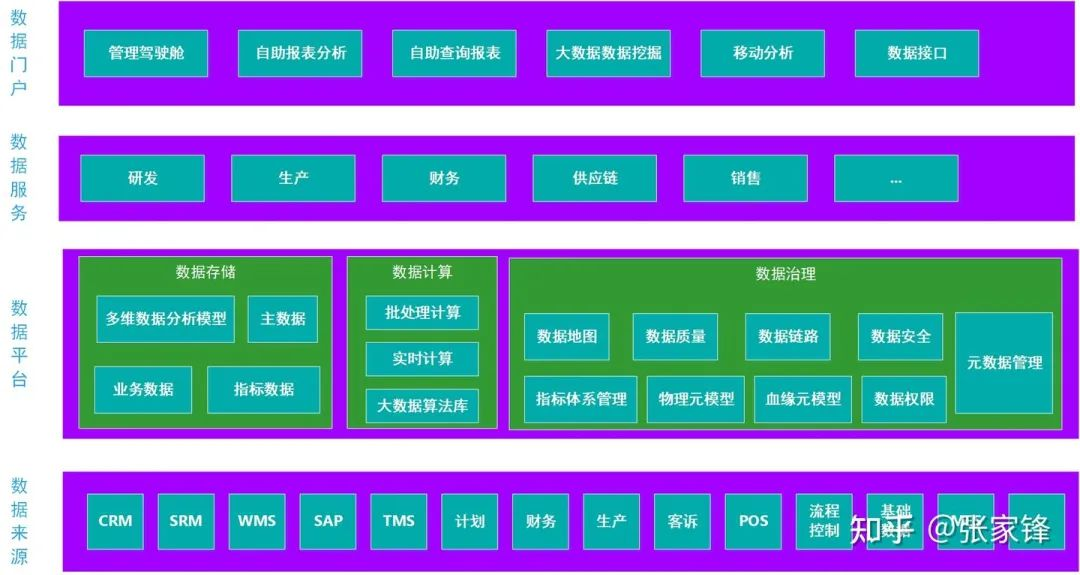 数据门户
管理驾驶舱
自助报表分析
自助查询报表
大数据数据挖掘
移动分析
数据接口
数据服务
研发
生产
财务
供应链
销售
...
数据平台
数据存储
多维数据分析模型
主数据
业务数据
指标数据
数据计算
批处理计算
实时计算
大数据算法库
数据治理
数据地图
数据质量
数据链路
数据安全
元数据管理
指标体系管理
物理元模型
血缘元模型
数据权限
数据来源
CRM
SRM
WMS
SAP
TMS
计划
财务
生产
客诉
POS
流程
控制
基础
数据
知乎 @张家锋